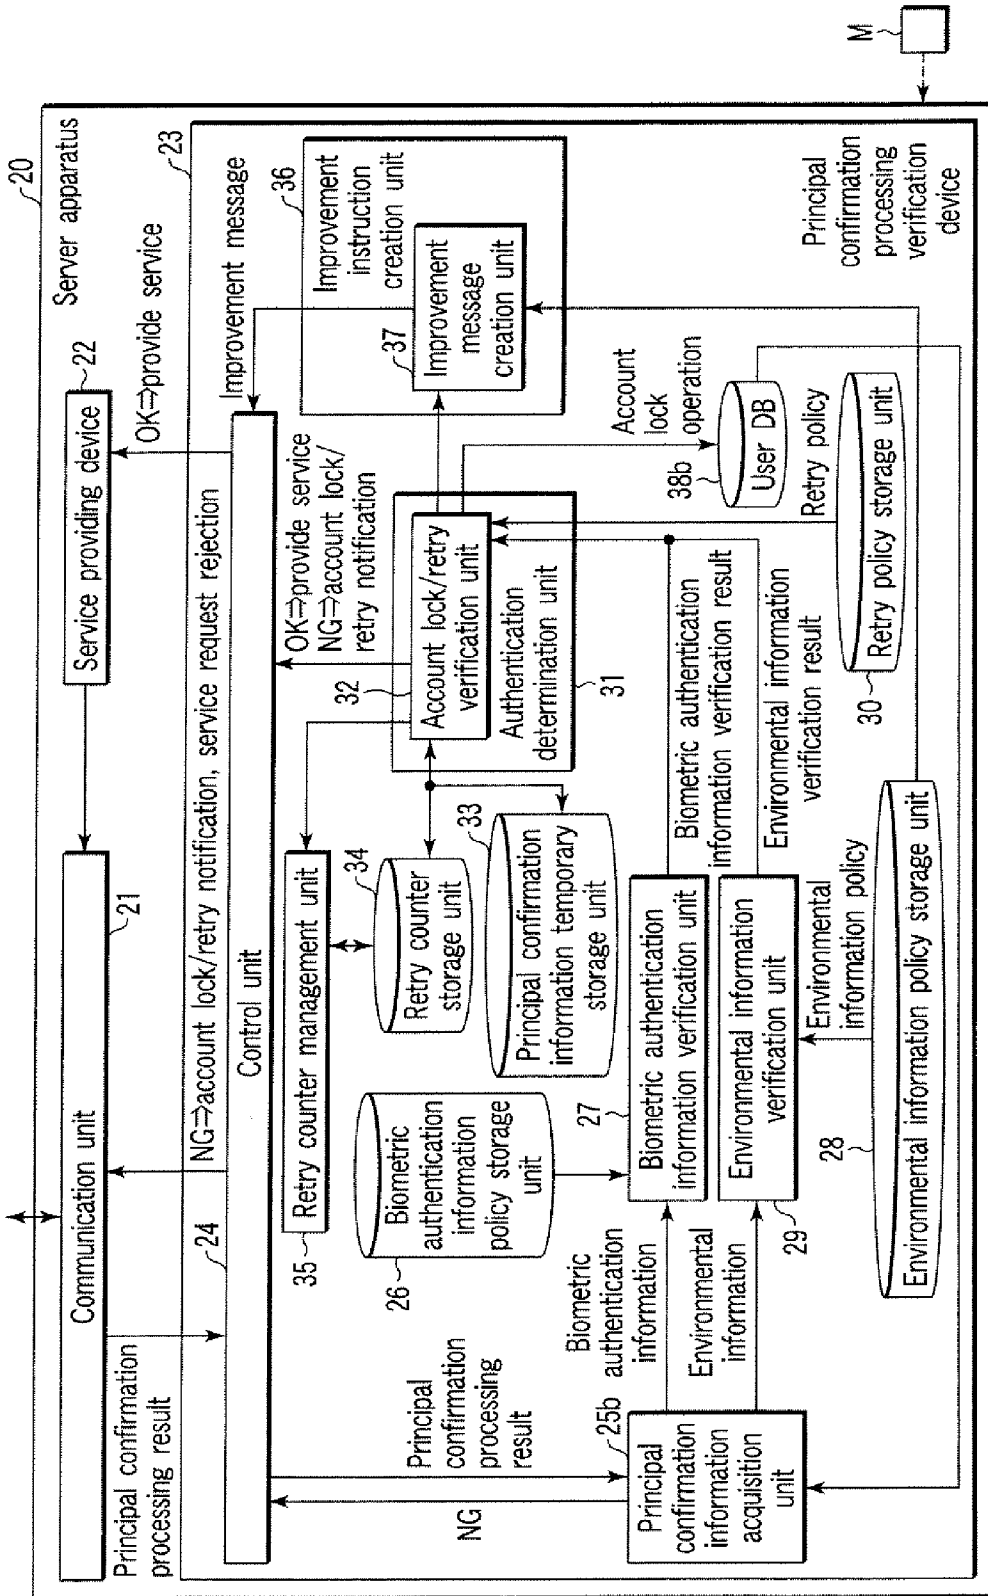 20
Server apparatus
Communication unit
21
Service providing device
22
Principal confirmation
processing result
24
NG⇒account lock/retry notification, service request rejection
OK⇒provide service
23
Control unit
Improvement message
NG
Principal
confirmation
processing
result
35
Retry counter management unit
34
Retry counter
storage unit
33
Principal confirmation
information temporary
storage unit
26
Biometric
authentication
information
policy storage
unit
OK⇒provide service
NG⇒account lock/
retry notification
32
Account lock/retry
verification unit
Authentication
determination unit
31
36
Improvement
instruction
creation unit
37
Improvement
message
creation unit
Account
lock
operation
38b
User DB
25b
Principal
confirmation
information
acquisition
unit
Biometric
authentication
information
Environmental
information
27
Biometric authentication
information verification unit
Environmental information
verification unit
29
Biometric authentication
information verification result
Environmental information
verification result
Environmental
information policy
28
Environmental information policy storage unit
Retry policy
30
Retry policy storage unit
Principal
confirmation
processing
verification
device
M